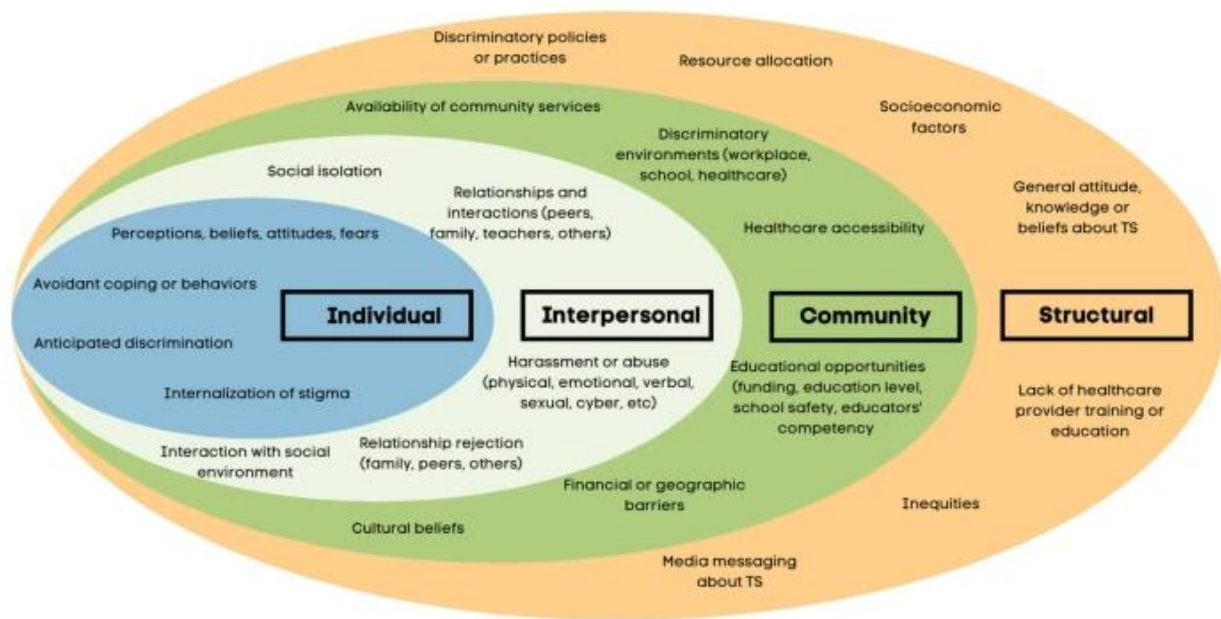 Discriminatory policies
or practices
Resource allocation
Availability of community services
Socioeconomic
factors
Discriminatory
environments (workplace,
school, healthcare)
Social isolation
Relationships and
interactions (peers,
family, teachers, others)
General attitude,
knowledge or
beliefs about TS
Perceptions, beliefs, attitudes, fears
Healthcare accessibility
Avoidant coping or behaviors
Individual
Interpersonal
Community
Structural
Anticipated discrimination
Harassment or abuse
(physical, emotional, verbal,
sexual, cyber, etc)
Educational opportunities
(funding, education level,
school safety, educators'
competency
Internalization of stigma
Lack of healthcare
provider training or
education
Interaction with social
environment
Relationship rejection
(family, peers, others)
Financial or geographic
barriers
Inequities
Cultural beliefs
Media messaging
about TS